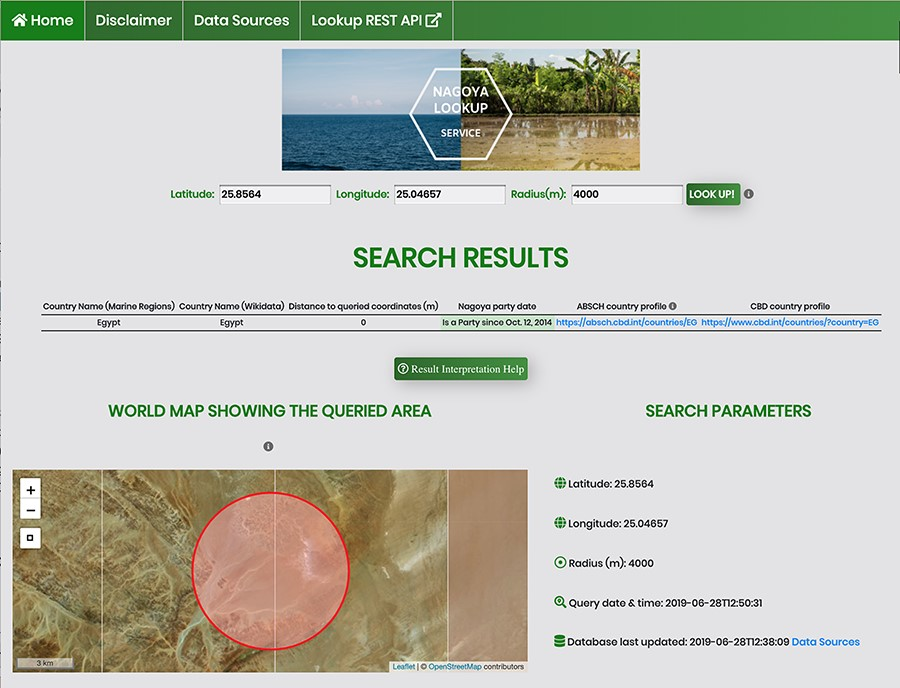 Home Disclaimer Data Sources Lookup REST API
NAGOYA
LOOKUP
SERVICE
Latitude: 25.8564 Longitude: 25.04657 Radius(m): 4000 LOOK UP!
SEARCH RESULTS
Country Name (Marine Regions) Country Name (Wikidata) Distance to queried coordinates (m) Nagoya party date ABSCH country profile CBD country profile
Egypt Egypt 0 Is a Party since Oct. 12, 2014 https://absch.cbd.int/countries/EG https://www.cbd.int/countries/?country=EG
Result Interpretation Help
WORLD MAP SHOWING THE QUERIED AREA
+
−
3 km
Leaflet | © OpenStreetMap contributors
SEARCH PARAMETERS
Latitude: 25.8564
Longitude: 25.04657
Radius (m): 4000
Query date & time: 2019-06-28T12:50:31
Database last updated: 2019-06-28T12:38:09 Data Sources